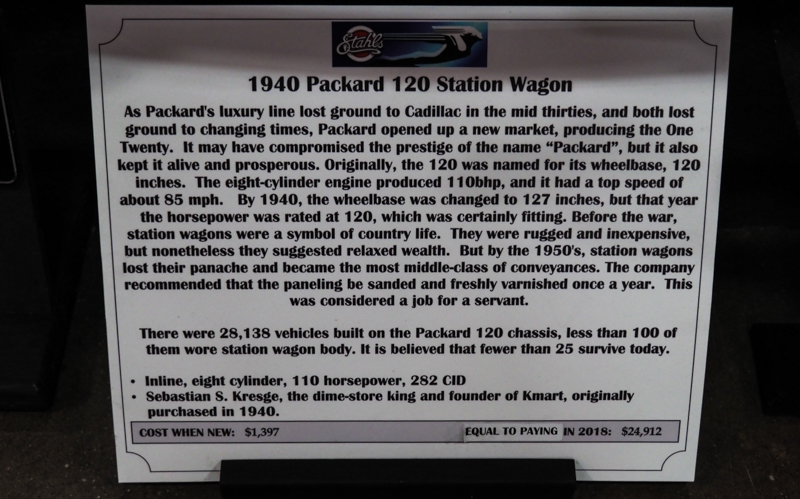 Stahls
1940 Packard 120 Station Wagon
As Packard's luxury line lost ground to Cadillac in the mid thirties, and both lost
ground to changing times, Packard opened up a new market, producing the One
Twenty. It may have compromised the prestige of the name “Packard”, but it also
kept it alive and prosperous. Originally, the 120 was named for its wheelbase, 120
inches. The eight-cylinder engine produced 110bhp, and it had a top speed of
about 85 mph. By 1940, the wheelbase was changed to 127 inches, but that year
the horsepower was rated at 120, which was certainly fitting. Before the war,
station wagons were a symbol of country life. They were rugged and inexpensive,
but nonetheless they suggested relaxed wealth. But by the 1950's, station wagons
lost their panache and became the most middle-class of conveyances. The company
recommended that the paneling be sanded and freshly varnished once a year. This
was considered a job for a servant.
There were 28,138 vehicles built on the Packard 120 chassis, less than 100 of
them wore station wagon body. It is believed that fewer than 25 survive today.
• Inline, eight cylinder, 110 horsepower, 282 CID
• Sebastian S. Kresge, the dime-store king and founder of Kmart, originally
purchased in 1940.
COST WHEN NEW: $1,397 EQUAL TO PAYING IN 2018: $24,912